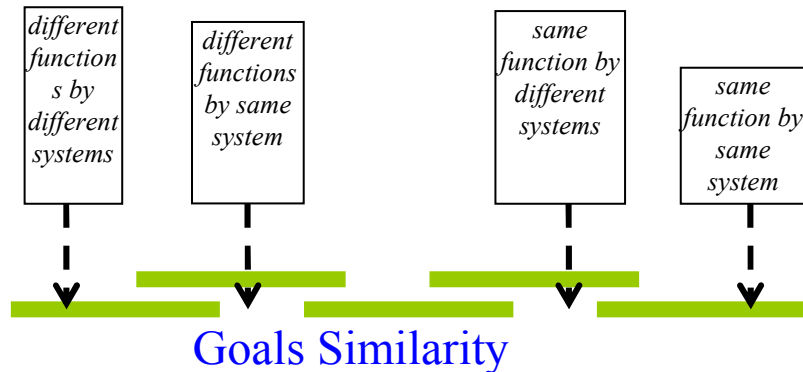 different
function
s by
different
systems
different
functions
by same
system
same
function by
different
systems
same
function by
same
system
Goals Similarity